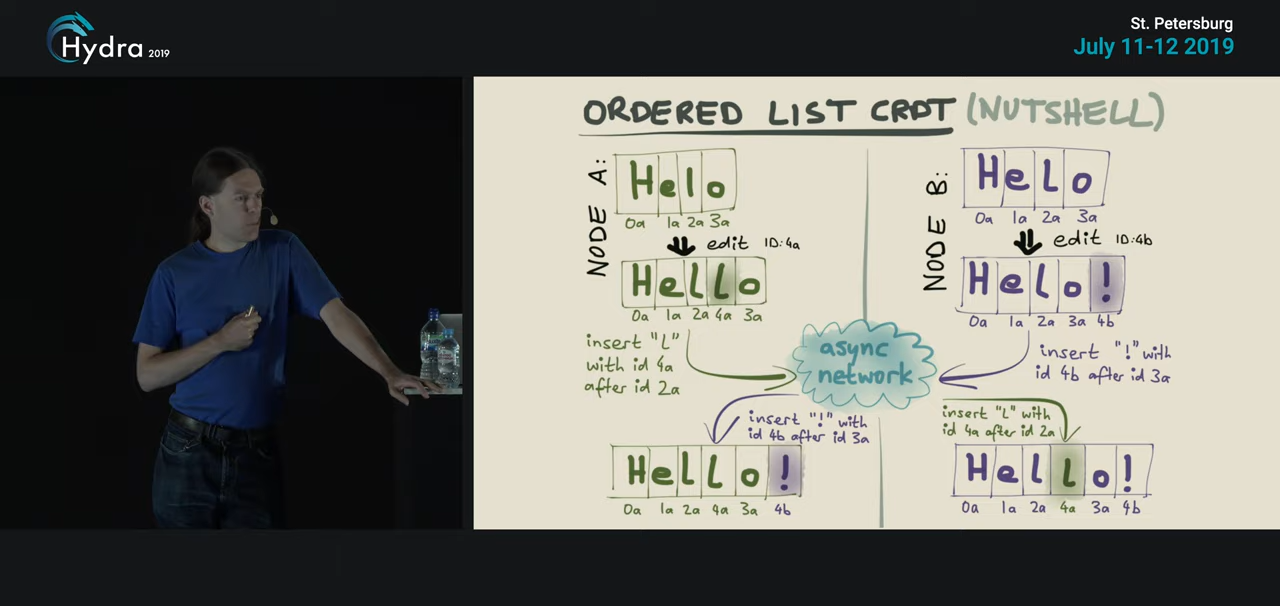 Hydra 2019
St. Petersburg
July 11-12 2019
ORDERED LIST CRDT (NUTSHELL)
NODE A:
Helo
0a 1a 2a 3a
edit ID:4a
HelLo
0a 1a 2a 4a 3a
insert "L"
with id 4a
after id 2a
NODE B:
HeLo
0a 1a 2a 3a
edit ID:4b
Helo!
0a 1a 2a 3a 4b
insert "!" with
id 4b after id 3a
async
network
insert "!" with
id 4b after id 3a
HeLLo!
0a 1a 2a 4a 3a 4b
insert "L" with
id 4a after id 2a
Hello!
0a 1a 2a 4a 3a 4b